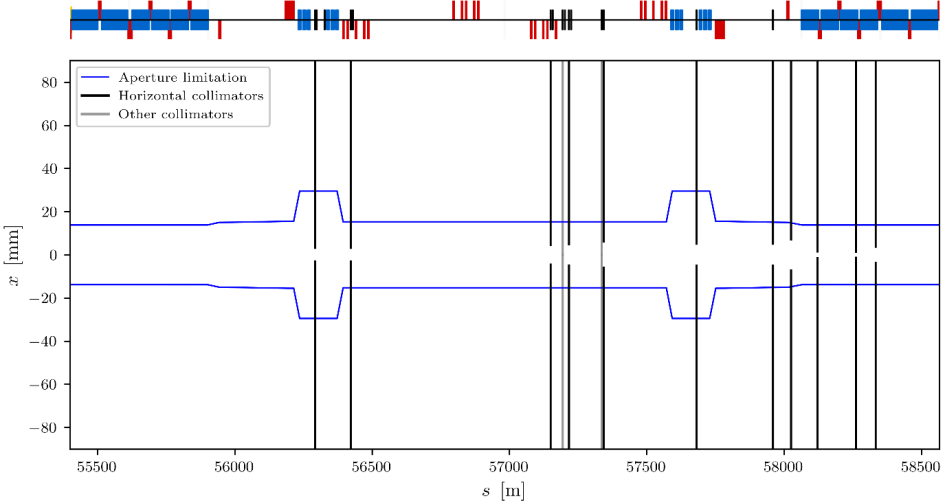 Aperture limitation
Horizontal collimators
Other collimators
80
60
40
20
0
−20
−40
−60
−80
x [mm]
55500 56000 56500 57000 57500 58000 58500
s [m]